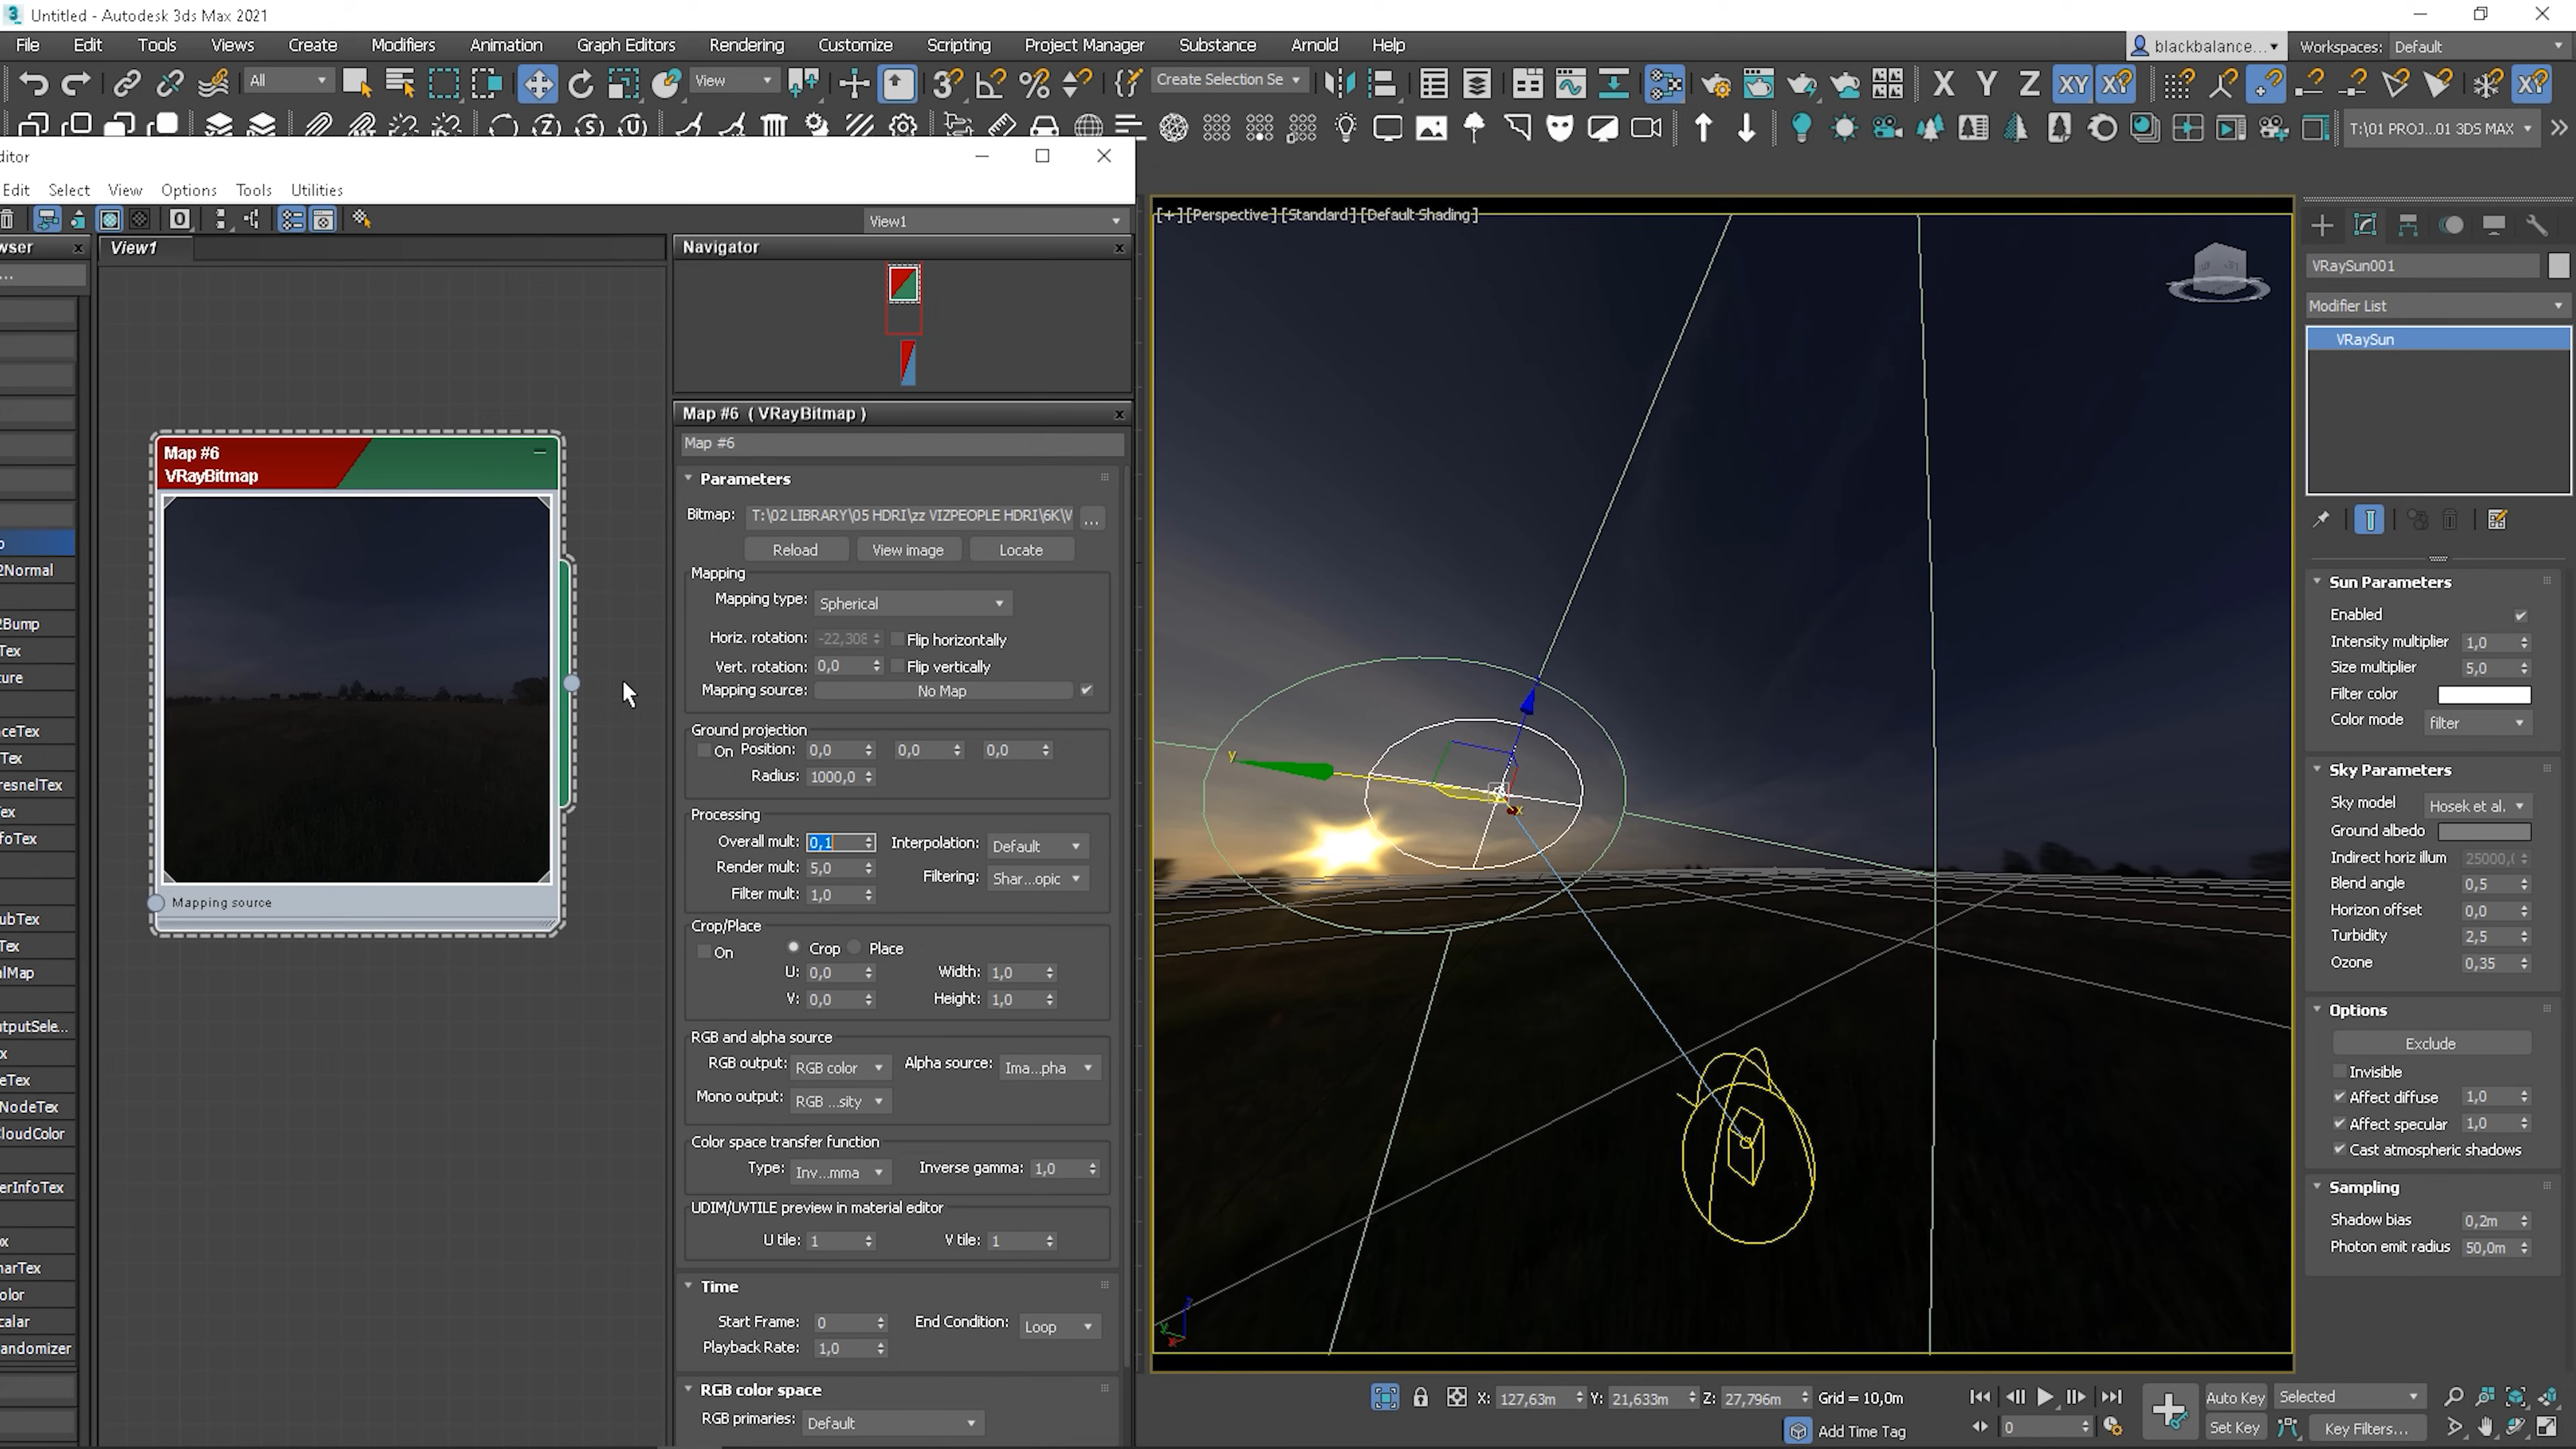 Untitled - Autodesk 3ds Max 2021
File Edit Tools Views Create Modifiers Animation Graph Editors Rendering Customize Scripting Project Manager Substance Arnold Help
blackbalance... Workspaces: Default
All View Create Selection Se X Y Z XY XY
T:\01 PROJ...01 3DS MAX
ditor
Edit Select View Options Tools Utilities
View1
wser
View1
Navigator
...
2Normal
2Bump
Tex
ture
ceTex
Tex
resnelTex
ex
foTex
ubTex
Tex
alMap
utputSele...
eTex
NodeTex
CloudColor
erInfoTex
narTex
olor
calar
andomizer
Map #6
VRayBitmap
Mapping source
Map #6 ( VRayBitmap )
Map #6
Parameters
Bitmap: T:\02 LIBRARY\05 HDRI\zz VIZPEOPLE HDRI\6K\V ...
Reload View image Locate
Mapping
Mapping type: Spherical
Horiz. rotation: -22,308 Flip horizontally
Vert. rotation: 0,0 Flip vertically
Mapping source: No Map
Ground projection
On Position: 0,0 0,0 0,0
Radius: 1000,0
Processing
Overall mult: 0,1 Interpolation: Default
Render mult: 5,0 Filtering: Shar...opic
Filter mult: 1,0
Crop/Place
On Crop Place
U: 0,0 Width: 1,0
V: 0,0 Height: 1,0
RGB and alpha source
RGB output: RGB color Alpha source: Ima...pha
Mono output: RGB ...sity
Color space transfer function
Type: Inv...mma Inverse gamma: 1,0
UDIM/UVTILE preview in material editor
U tile: 1 V tile: 1
Time
Start Frame: 0 End Condition: Loop
Playback Rate: 1,0
RGB color space
RGB primaries: Default
[+] [Perspective] [Standard] [Default Shading]
y
x
VRaySun001
Modifier List
VRaySun
Sun Parameters
Enabled
Intensity multiplier 1,0
Size multiplier 5,0
Filter color
Color mode filter
Sky Parameters
Sky model Hosek et al.
Ground albedo
Indirect horiz illum 25000,(
Blend angle 0,5
Horizon offset 0,0
Turbidity 2,5
Ozone 0,35
Options
Exclude
Invisible
Affect diffuse 1,0
Affect specular 1,0
Cast atmospheric shadows
Sampling
Shadow bias 0,2m
Photon emit radius 50,0m
X: 127,63m Y: 21,633m Z: 27,796m Grid = 10,0m
Add Time Tag
0
Auto Key Selected
Set Key Key Filters...